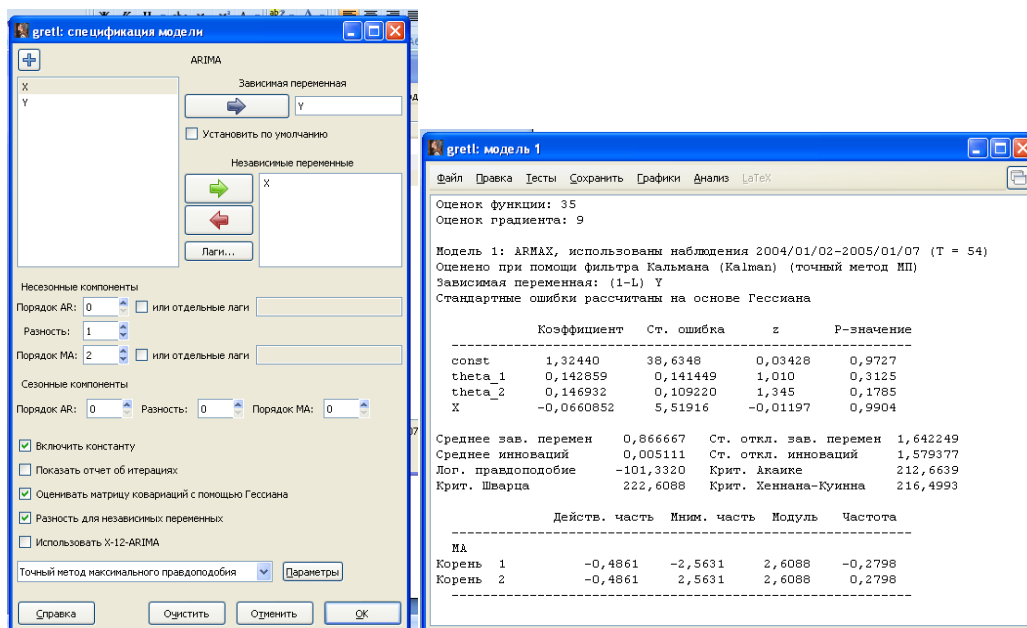 gretl: спецификация модели
ARIMA
X
Y
Зависимая переменная
Y
Установить по умолчанию
Независимые переменные
X
Лаги...
Несезонные компоненты
Порядок AR: 0 или отдельные лаги
Разность: 1
Порядок MA: 2 или отдельные лаги
Сезонные компоненты
Порядок AR: 0 Разность: 0 Порядок MA: 0
Включить константу
Показать отчет об итерациях
Оценивать матрицу ковариаций с помощью Гессиана
Разность для независимых переменных
Использовать X-12-ARIMA
Точный метод максимального правдоподобия Параметры
Справка Очистить Отменить OK
gretl: модель 1
Файл Правка Тесты Сохранить Графики Анализ LaTeX
Оценок функции: 35
Оценок градиента: 9
Модель 1: ARMAX, использованы наблюдения 2004/01/02-2005/01/07 (T = 54)
Оценено при помощи фильтра Кальмана (Kalman) (точный метод МП)
Зависимая переменная: (1-L) Y
Стандартные ошибки рассчитаны на основе Гессиана
Коэффициент Ст. ошибка z P-значение
const 1,32440 38,6348 0,03428 0,9727
theta_1 0,142859 0,141449 1,010 0,3125
theta_2 0,146932 0,109220 1,345 0,1785
X -0,0660852 5,51916 -0,01197 0,9904
Среднее зав. перемен 0,866667 Ст. откл. зав. перемен 1,642249
Среднее инноваций 0,005111 Ст. откл. инноваций 1,579377
Лог. правдоподобие -101,3320 Крит. Акаике 212,6639
Крит. Шварца 222,6088 Крит. Хеннана-Куинна 216,4993
Действ. часть Мним. часть Модуль Частота
MA
Корень 1 -0,4861 -2,5631 2,6088 -0,2798
Корень 2 -0,4861 2,5631 2,6088 0,2798